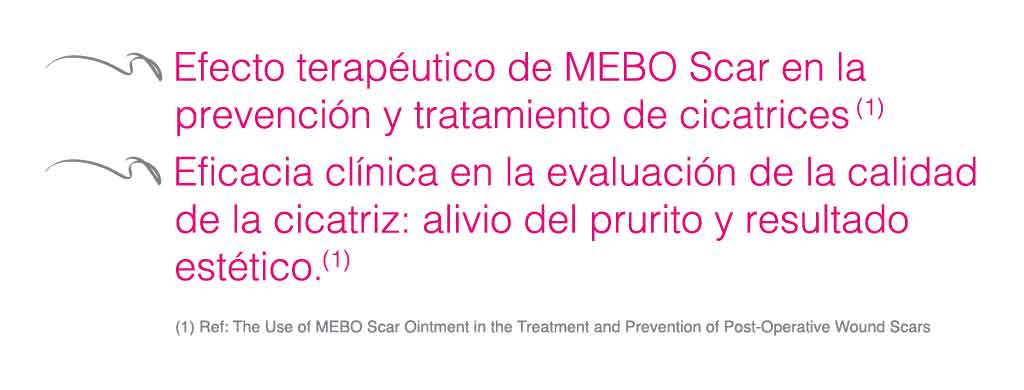 Efecto terapéutico de MEBO Scar en la
prevención y tratamiento de cicatrices (1)
Eficacia clínica en la evaluación de la calidad
de la cicatriz: alivio del prurito y resultado
estético.(1)
(1) Ref: The Use of MEBO Scar Ointment in the Treatment and Prevention of Post-Operative Wound Scars